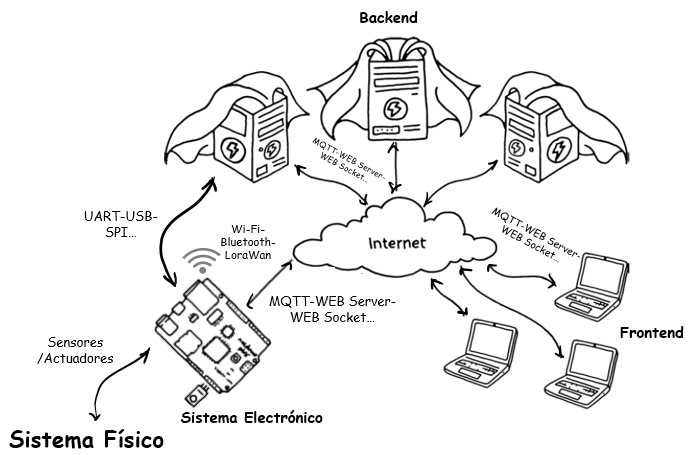 Backend
MQTT-WEB Server-
WEB Socket...
UART-USB-
SPI...
Wi-Fi-
Bluetooth-
LoraWan
Internet
MQTT-WEB Server-
WEB Socket...
MQTT-WEB Server-
WEB Socket...
Sensores
/Actuadores
Frontend
Sistema Electrónico
Sistema Físico